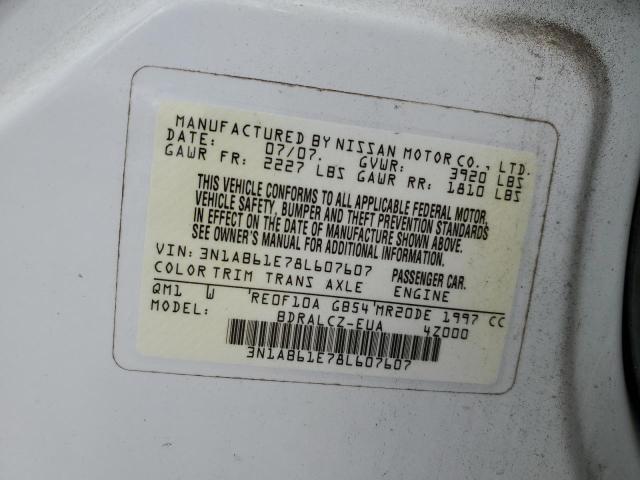 MANUFACTURED BY NISSAN MOTOR CO., LTD.
DATE: 07/07. GVWR: 3920 LBS
GAWR FR: 2227 LBS GAWR RR: 1810 LBS
THIS VEHICLE CONFORMS TO ALL APPLICABLE FEDERAL MOTOR
VEHICLE SAFETY, BUMPER AND THEFT PREVENTION STANDARDS
IN EFFECT ON THE DATE OF MANUFACTURE SHOWN ABOVE.
SEE OWNER'S MANUAL FOR ADDITIONAL INFORMATION.
VIN: 3N1AB61E78L607607 PASSENGER CAR.
COLOR TRIM TRANS AXLE ENGINE
QM1 W RE0F10A GB54 MR20DE 1997 CC
MODEL: BDRALCZ-EUA 4Z000
3N1AB61E78L607607